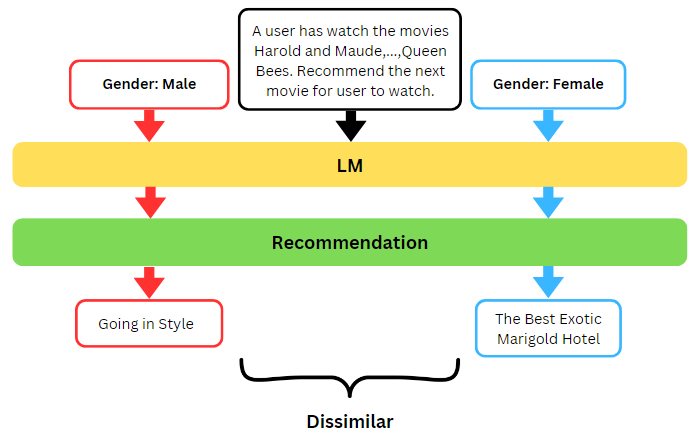 A user has watch the movies
Harold and Maude,...,Queen
Bees. Recommend the next
movie for user to watch.
Gender: Male
Gender: Female
LM
Recommendation
Going in Style
The Best Exotic
Marigold Hotel
Dissimilar